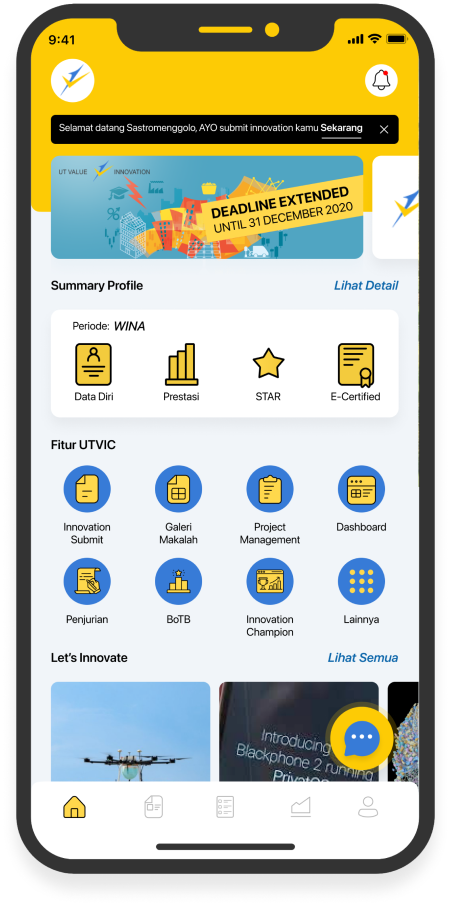 9:41
Selamat datang Sastromenggolo, AYO submit innovation kamu Sekarang
UT VALUE INNOVATION
DEADLINE EXTENDED
UNTIL 31 DECEMBER 2020
Summary Profile Lihat Detail
Periode: WINA
Data Diri Prestasi STAR E-Certified
Fitur UTVIC
Innovation Submit
Galeri Makalah
Project Management
Dashboard
Penjurian
BoTB
Innovation Champion
Lainnya
Let's Innovate Lihat Semua
Introducing
Blackphone 2 running